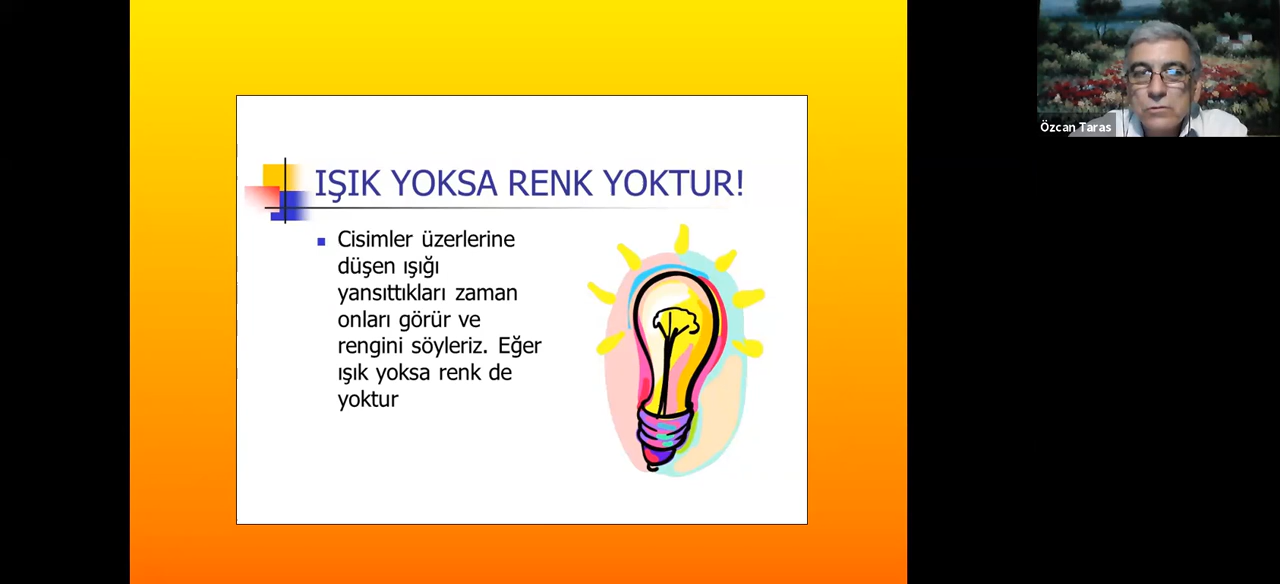 IŞIK YOKSA RENK YOKTUR!
Cisimler üzerlerine
düşen ışığı
yansıttıkları zaman
onları görür ve
rengini söyleriz. Eğer
ışık yoksa renk de
yoktur
Özcan Taras